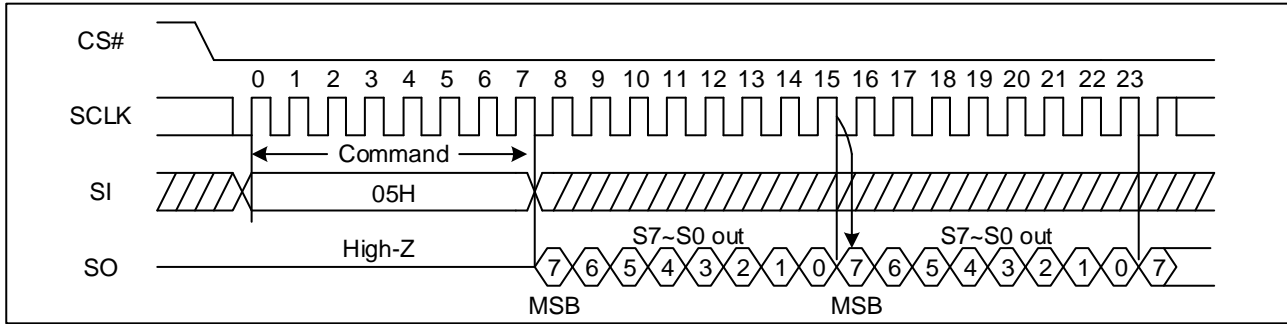 CS#
0 1 2 3 4 5 6 7 8 9 10 11 12 13 14 15 16 17 18 19 20 21 22 23
SCLK
Command
SI
05H
High-Z
S7~S0 out S7~S0 out
SO
7 6 5 4 3 2 1 0 7 6 5 4 3 2 1 0 7
MSB MSB